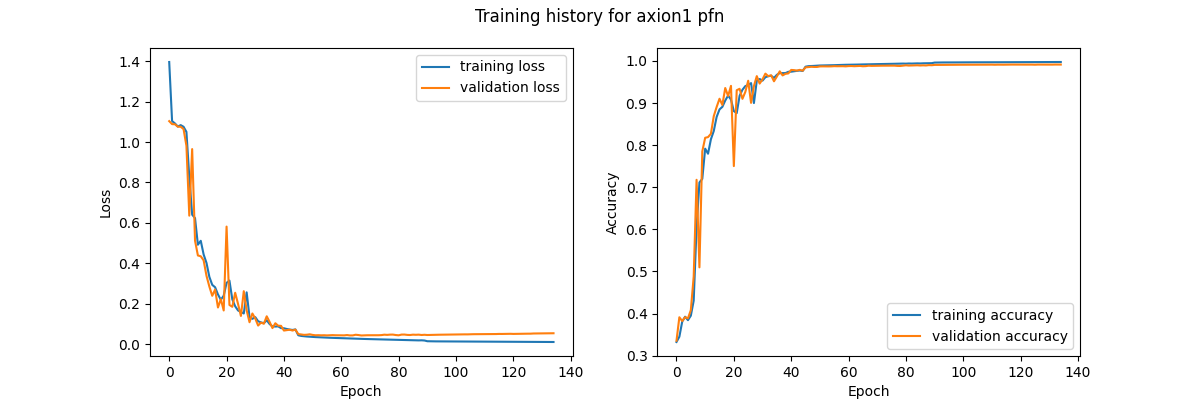 Training history for axion1 pfn
1.4
1.2
1.0
0.8
0.6
0.4
0.2
0.0
Loss
0 20 40 60 80 100 120 140
Epoch
training loss
validation loss
1.0
0.9
0.8
0.7
0.6
0.5
0.4
0.3
Accuracy
0 20 40 60 80 100 120 140
Epoch
training accuracy
validation accuracy